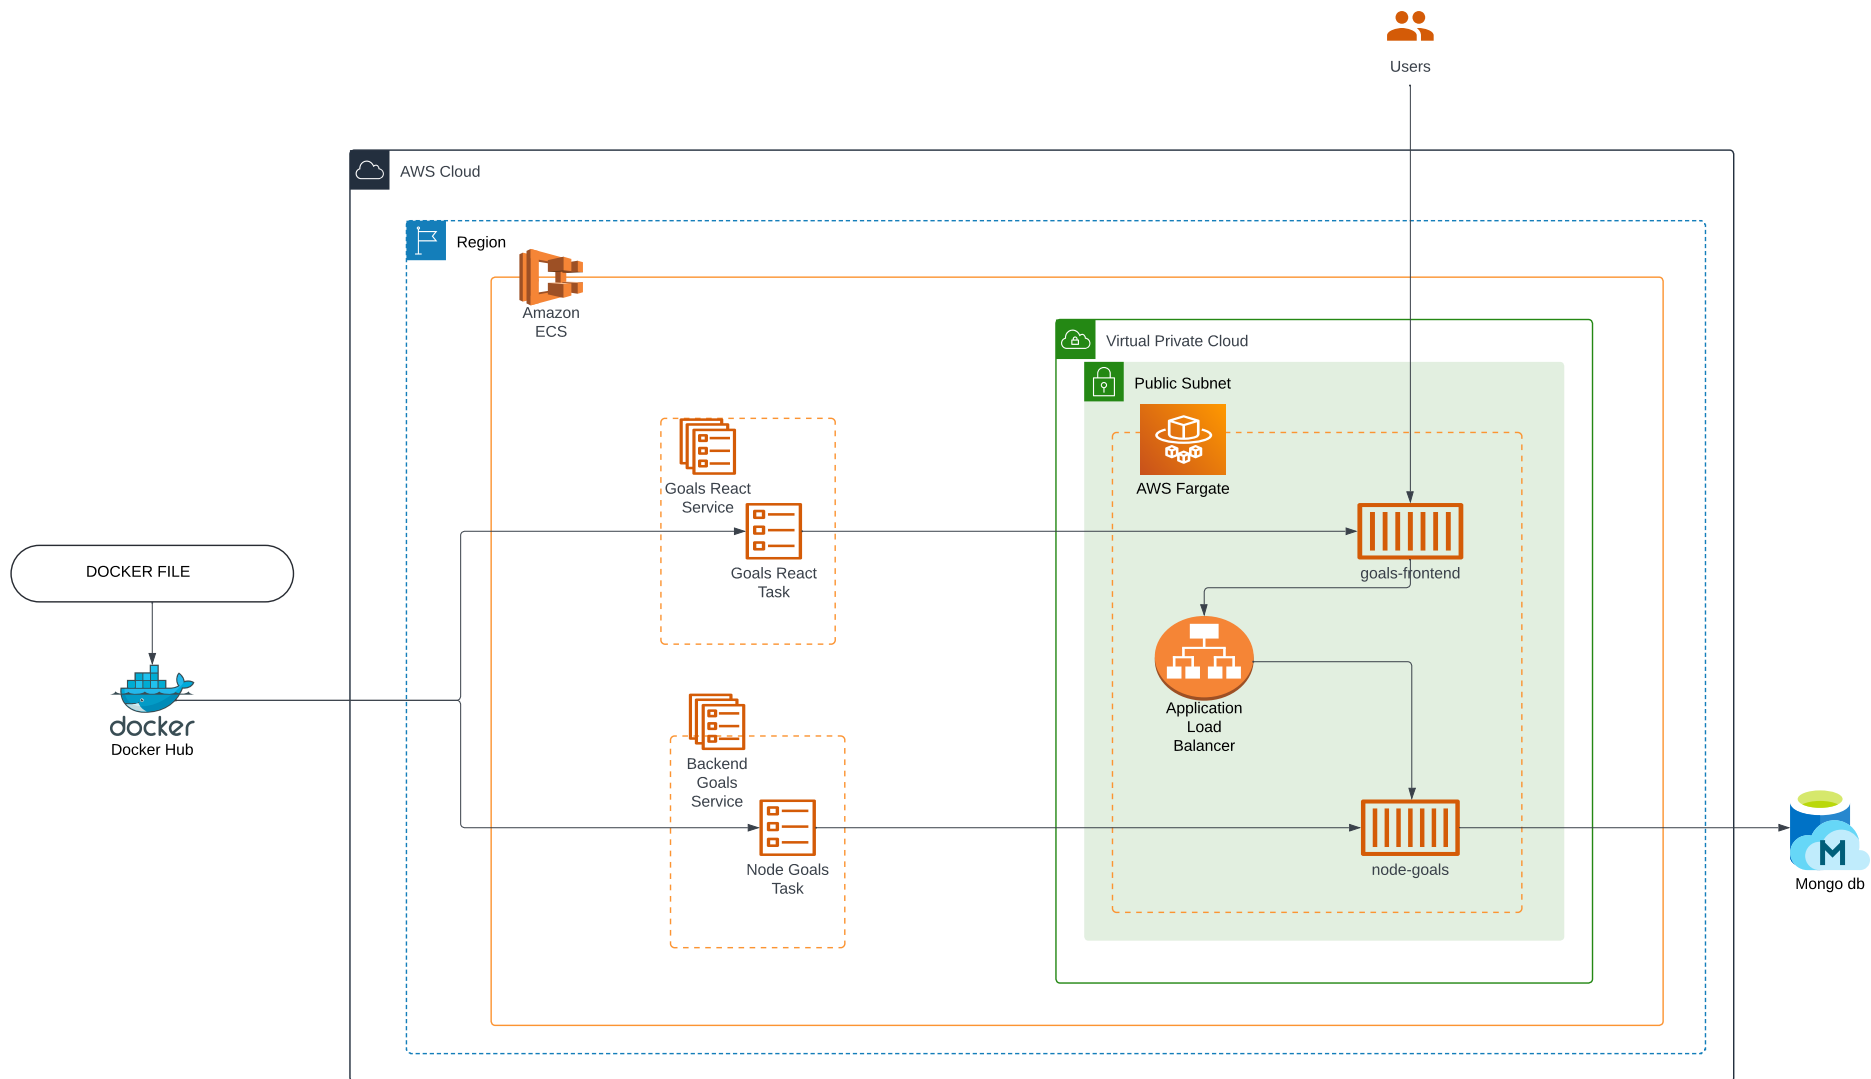 Users
AWS Cloud
Region
Amazon
ECS
Virtual Private Cloud
Public Subnet
AWS Fargate
Goals React
Service
Goals React
Task
goals-frontend
DOCKER FILE
docker
Docker Hub
Application
Load
Balancer
Backend
Goals
Service
Node Goals
Task
node-goals
M
Mongo db